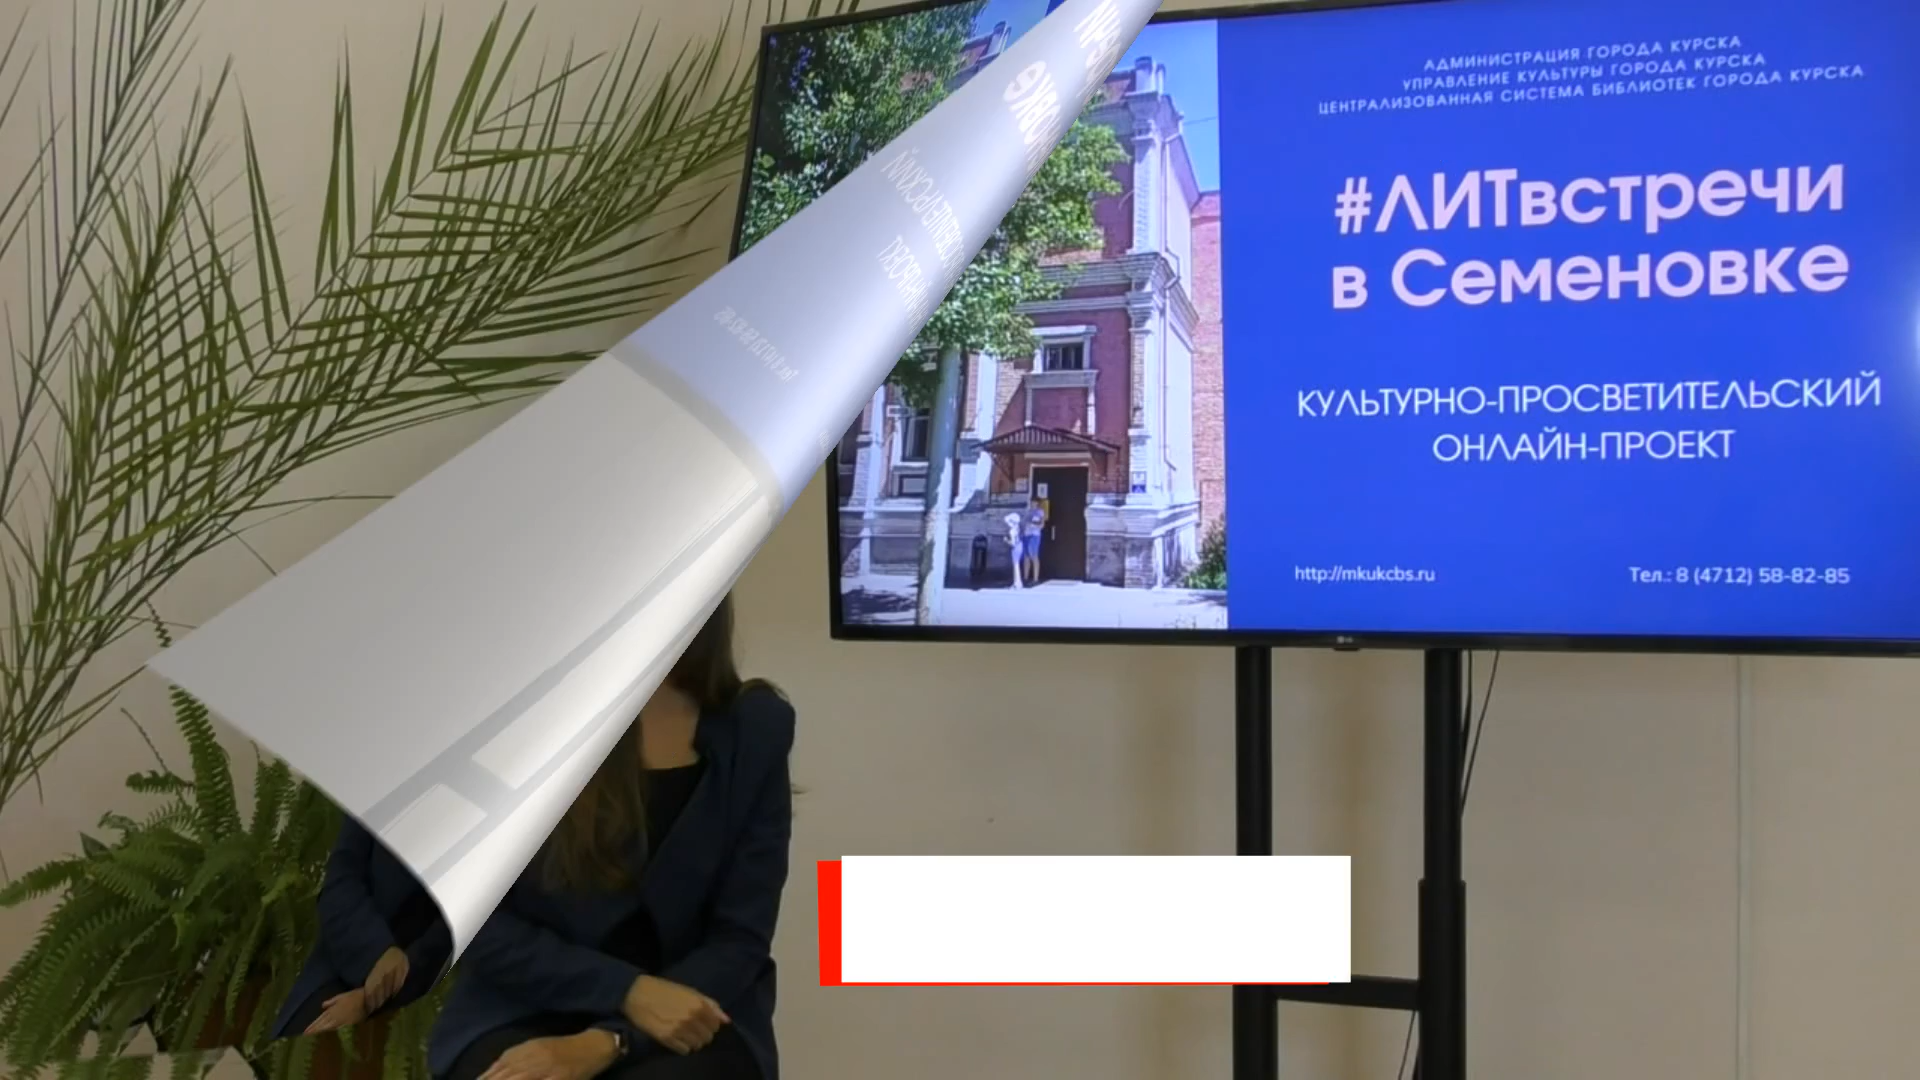 АДМИНИСТРАЦИЯ ГОРОДА КУРСКА
УПРАВЛЕНИЕ КУЛЬТУРЫ ГОРОДА КУРСКА
ЦЕНТРАЛИЗОВАННАЯ СИСТЕМА БИБЛИОТЕК ГОРОДА КУРСКА
#ЛИТвстречи
в Семеновке
КУЛЬТУРНО-ПРОСВЕТИТЕЛЬСКИЙ
ОНЛАЙН-ПРОЕКТ
http://mkukcbs.ru
Тел.: 8 (4712) 58-82-85